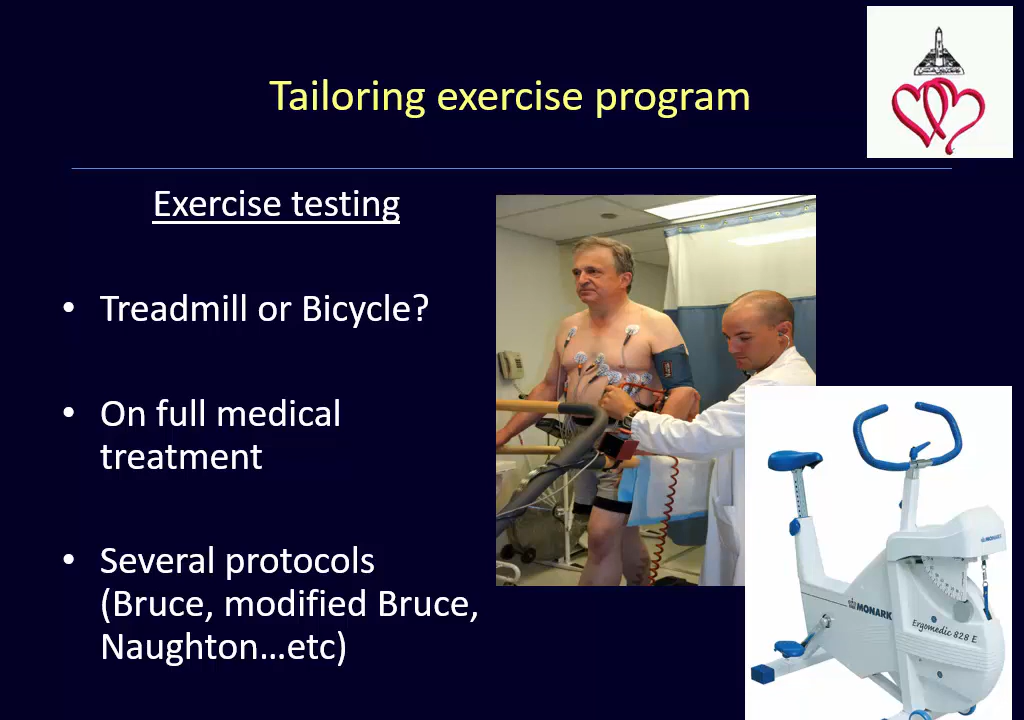 Tailoring exercise program
Exercise testing
• Treadmill or Bicycle?
• On full medical
treatment
• Several protocols
(Bruce, modified Bruce,
Naughton...etc)
MONARK
Ergomedic 828 E